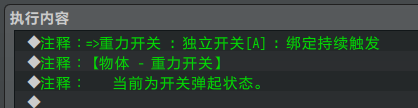 执行内容
◆注释：=>重力开关 : 独立开关[A] : 绑定持续触发
◆注释：【物体 - 重力开关】
◆注释：　　当前为开关弹起状态。
◆